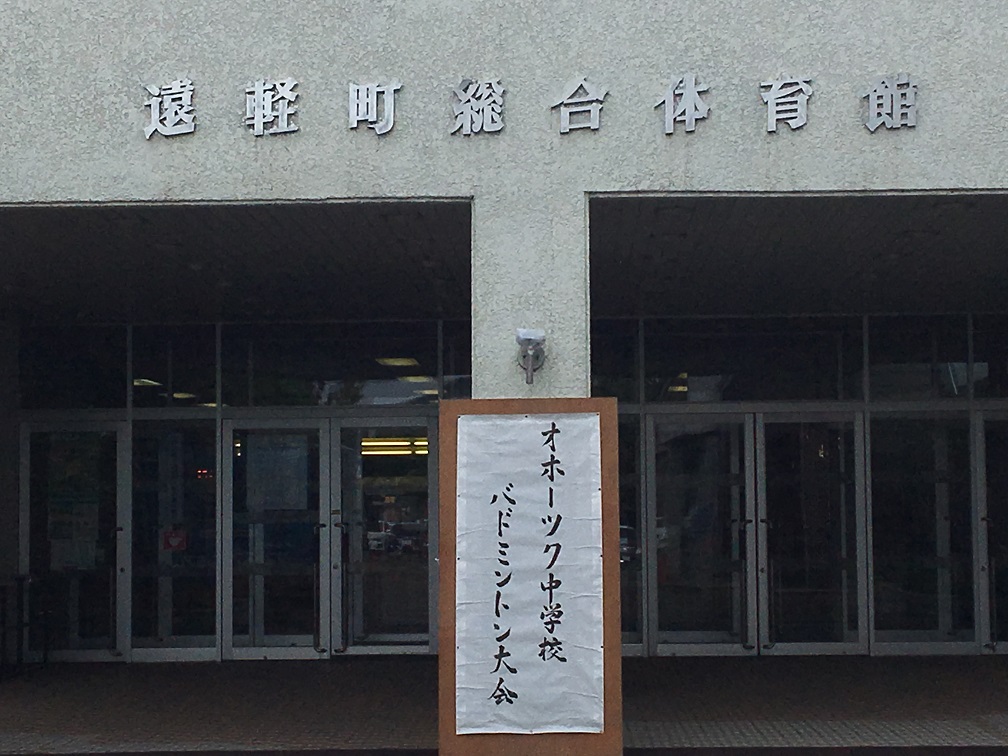 遠軽町総合体育館
オホーツク中学校
バドミントン大会